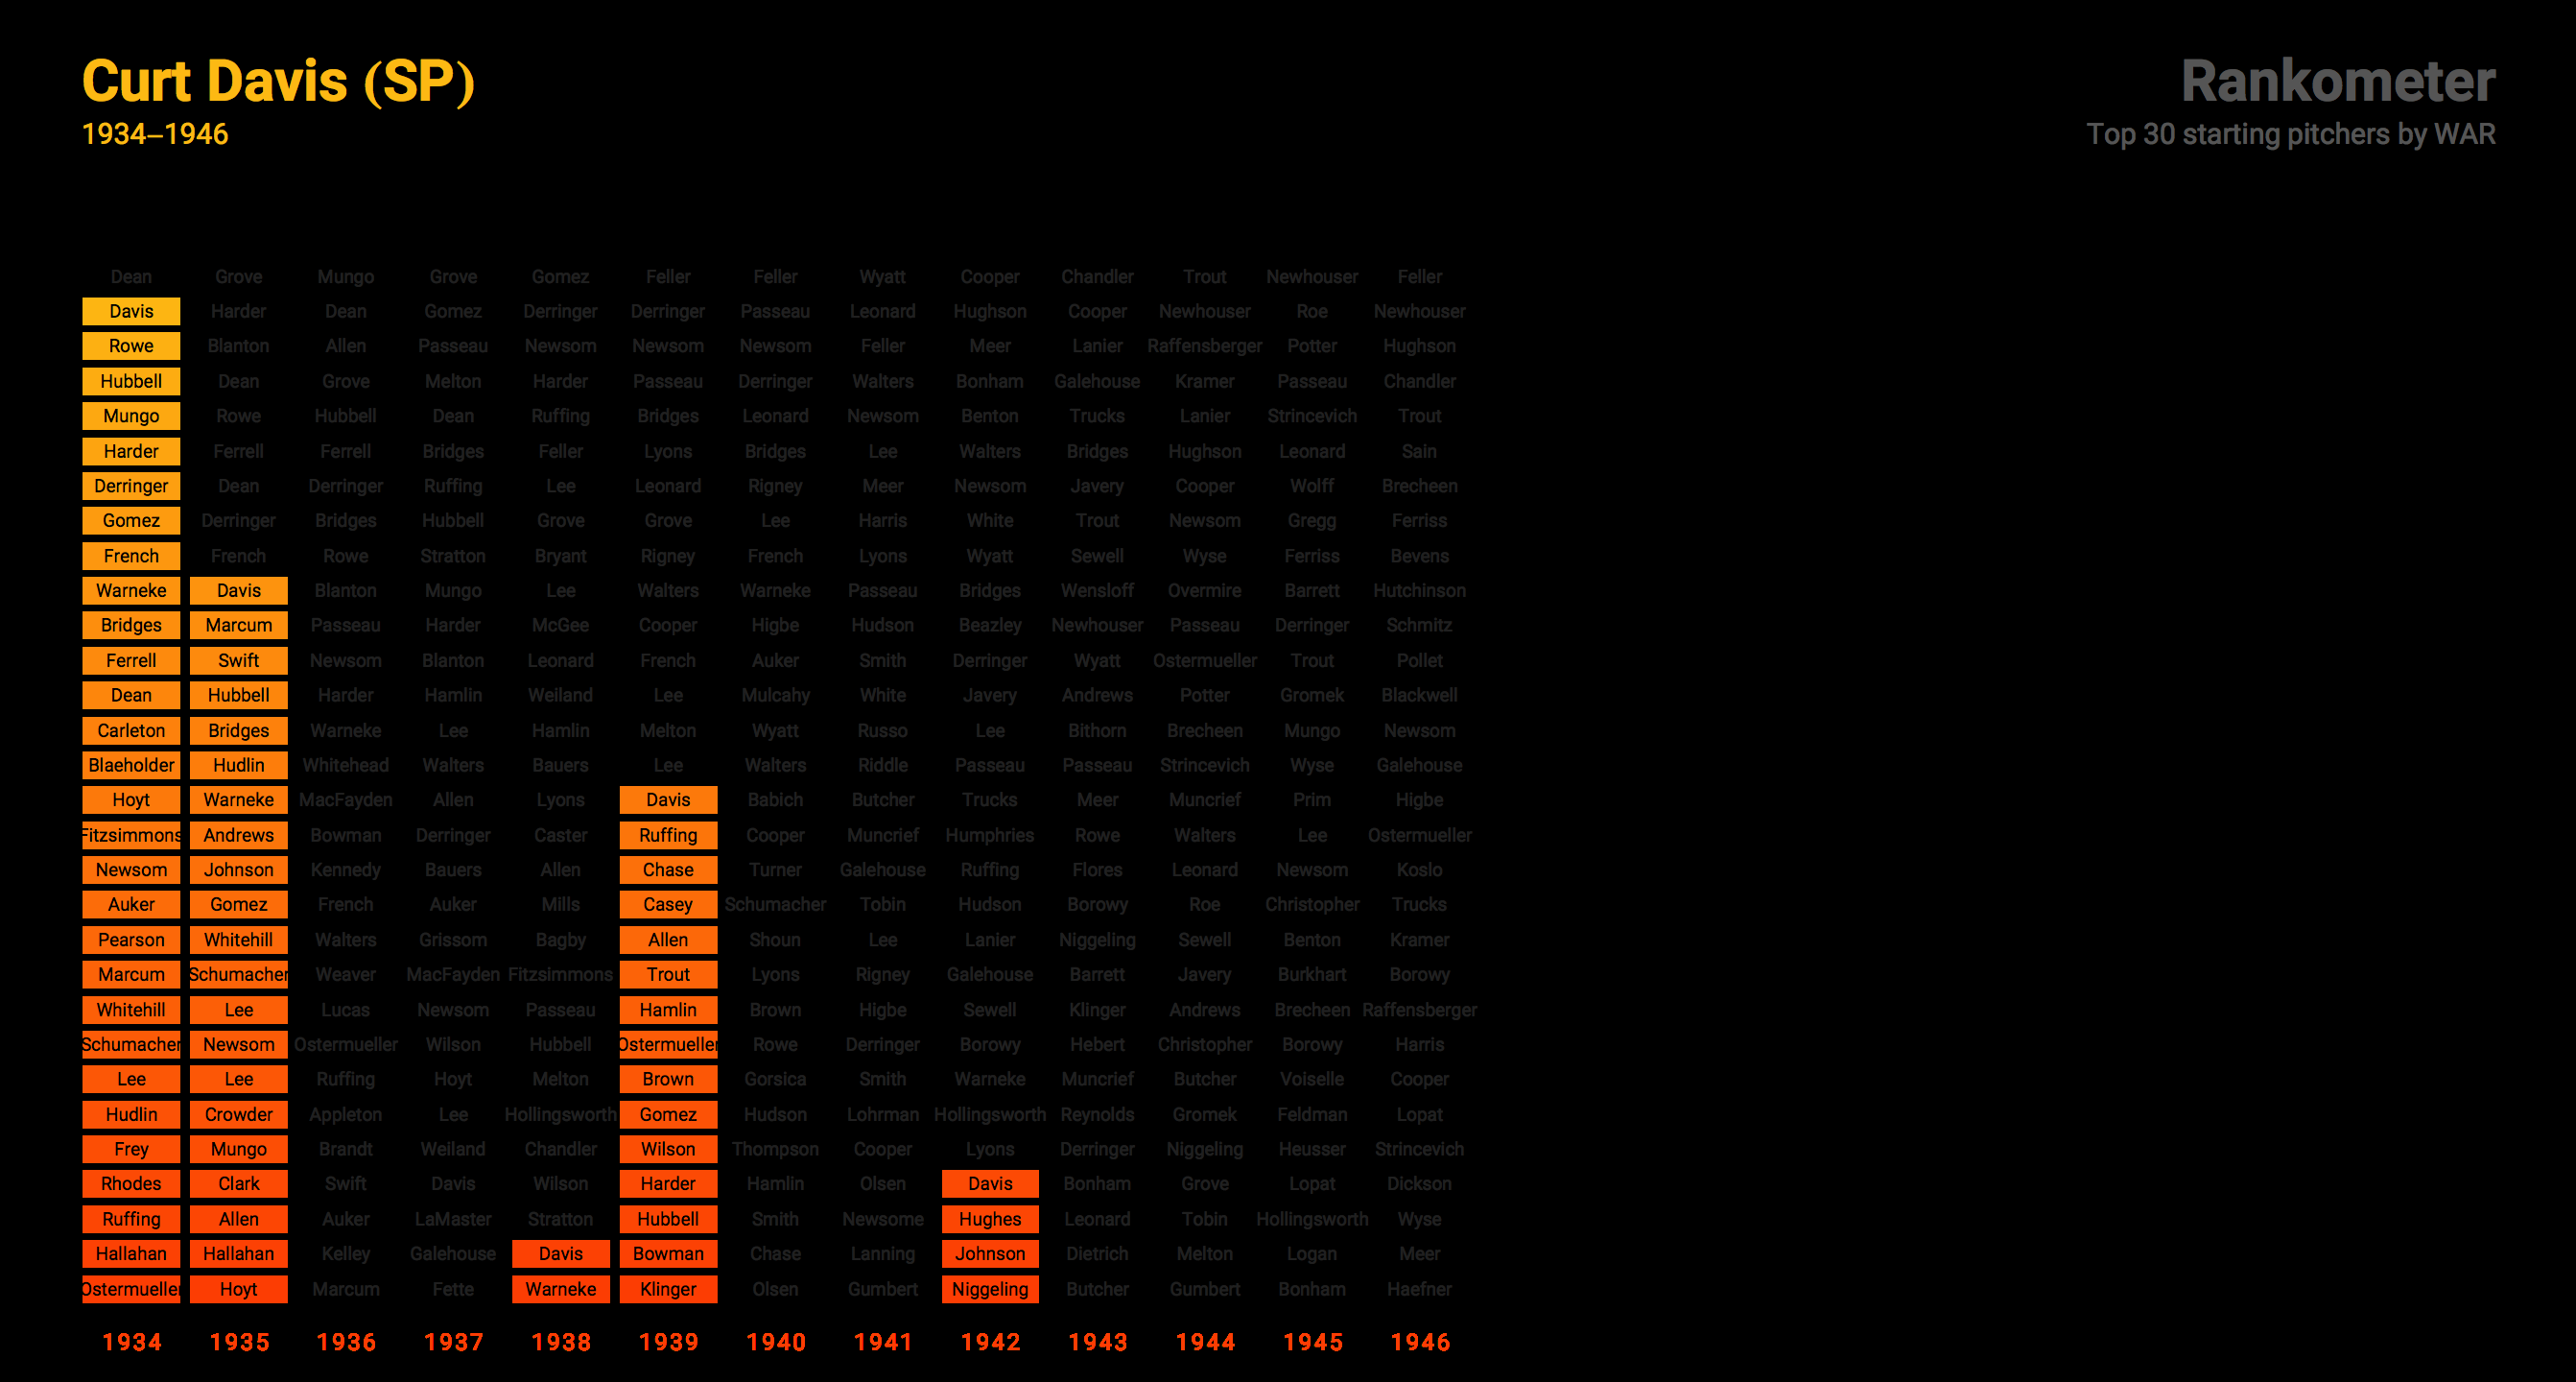 Curt Davis (SP)
1934–1946
Rankometer
Top 30 starting pitchers by WAR
Dean Grove Mungo Grove Gomez Feller Feller Wyatt Cooper Chandler Trout Newhouser Feller
Davis Harder Dean Gomez Derringer Derringer Passeau Leonard Hughson Cooper Newhouser Roe Newhouser
Rowe Blanton Allen Passeau Newsom Newsom Newsom Feller Meer Lanier Raffensberger Potter Hughson
Hubbell Dean Grove Melton Harder Passeau Derringer Walters Bonham Galehouse Kramer Passeau Chandler
Mungo Rowe Hubbell Dean Ruffing Bridges Leonard Newsom Benton Trucks Lanier Strincevich Trout
Harder Ferrell Ferrell Bridges Feller Lyons Bridges Lee Walters Bridges Hughson Leonard Sain
Derringer Dean Derringer Ruffing Lee Leonard Rigney Meer Newsom Javery Cooper Wolff Brecheen
Gomez Derringer Bridges Hubbell Grove Grove Lee Harris White Trout Newsom Gregg Ferriss
French French Rowe Stratton Bryant Rigney French Lyons Wyatt Sewell Wyse Ferriss Bevens
Warneke Davis Blanton Mungo Lee Walters Warneke Passeau Bridges Wensloff Overmire Barrett Hutchinson
Bridges Marcum Passeau Harder McGee Cooper Higbe Hudson Beazley Newhouser Passeau Derringer Schmitz
Ferrell Swift Newsom Blanton Leonard French Auker Smith Derringer Wyatt Ostermueller Trout Pollet
Dean Hubbell Harder Hamlin Weiland Lee Mulcahy White Javery Andrews Potter Gromek Blackwell
Carleton Bridges Warneke Lee Hamlin Melton Wyatt Russo Lee Bithorn Brecheen Mungo Newsom
Blaeholder Hudlin Whitehead Walters Bauers Lee Walters Riddle Passeau Passeau Strincevich Wyse Galehouse
Hoyt Warneke MacFayden Allen Lyons Davis Babich Butcher Trucks Meer Muncrief Prim Higbe
Fitzsimmons Andrews Bowman Derringer Caster Ruffing Cooper Muncrief Humphries Rowe Walters Lee Ostermueller
Newsom Johnson Kennedy Bauers Allen Chase Turner Galehouse Ruffing Flores Leonard Newsom Koslo
Auker Gomez French Auker Mills Casey Schumacher Tobin Hudson Borowy Roe Christopher Trucks
Pearson Whitehill Walters Grissom Bagby Allen Shoun Lee Lanier Niggeling Sewell Benton Kramer
Marcum Schumacher Weaver MacFayden Fitzsimmons Trout Lyons Rigney Galehouse Barrett Javery Burkhart Borowy
Whitehill Lee Lucas Newsom Passeau Hamlin Brown Higbe Sewell Klinger Andrews Brecheen Raffensberger
Schumacher Newsom Ostermueller Wilson Hubbell Ostermueller Rowe Derringer Borowy Hebert Christopher Borowy Harris
Lee Lee Ruffing Hoyt Melton Brown Gorsica Smith Warneke Muncrief Butcher Voiselle Cooper
Hudlin Crowder Appleton Lee Hollingsworth Gomez Hudson Lohrman Hollingsworth Reynolds Gromek Feldman Lopat
Frey Mungo Brandt Weiland Chandler Wilson Thompson Cooper Lyons Derringer Niggeling Heusser Strincevich
Rhodes Clark Swift Davis Wilson Harder Hamlin Olsen Davis Bonham Grove Lopat Dickson
Ruffing Allen Auker LaMaster Stratton Hubbell Smith Newsome Hughes Leonard Tobin Hollingsworth Wyse
Hallahan Hallahan Kelley Galehouse Davis Bowman Chase Lanning Johnson Dietrich Melton Logan Meer
Ostermueller Hoyt Marcum Fette Warneke Klinger Olsen Gumbert Niggeling Butcher Gumbert Bonham Haefner
1934 1935 1936 1937 1938 1939 1940 1941 1942 1943 1944 1945 1946